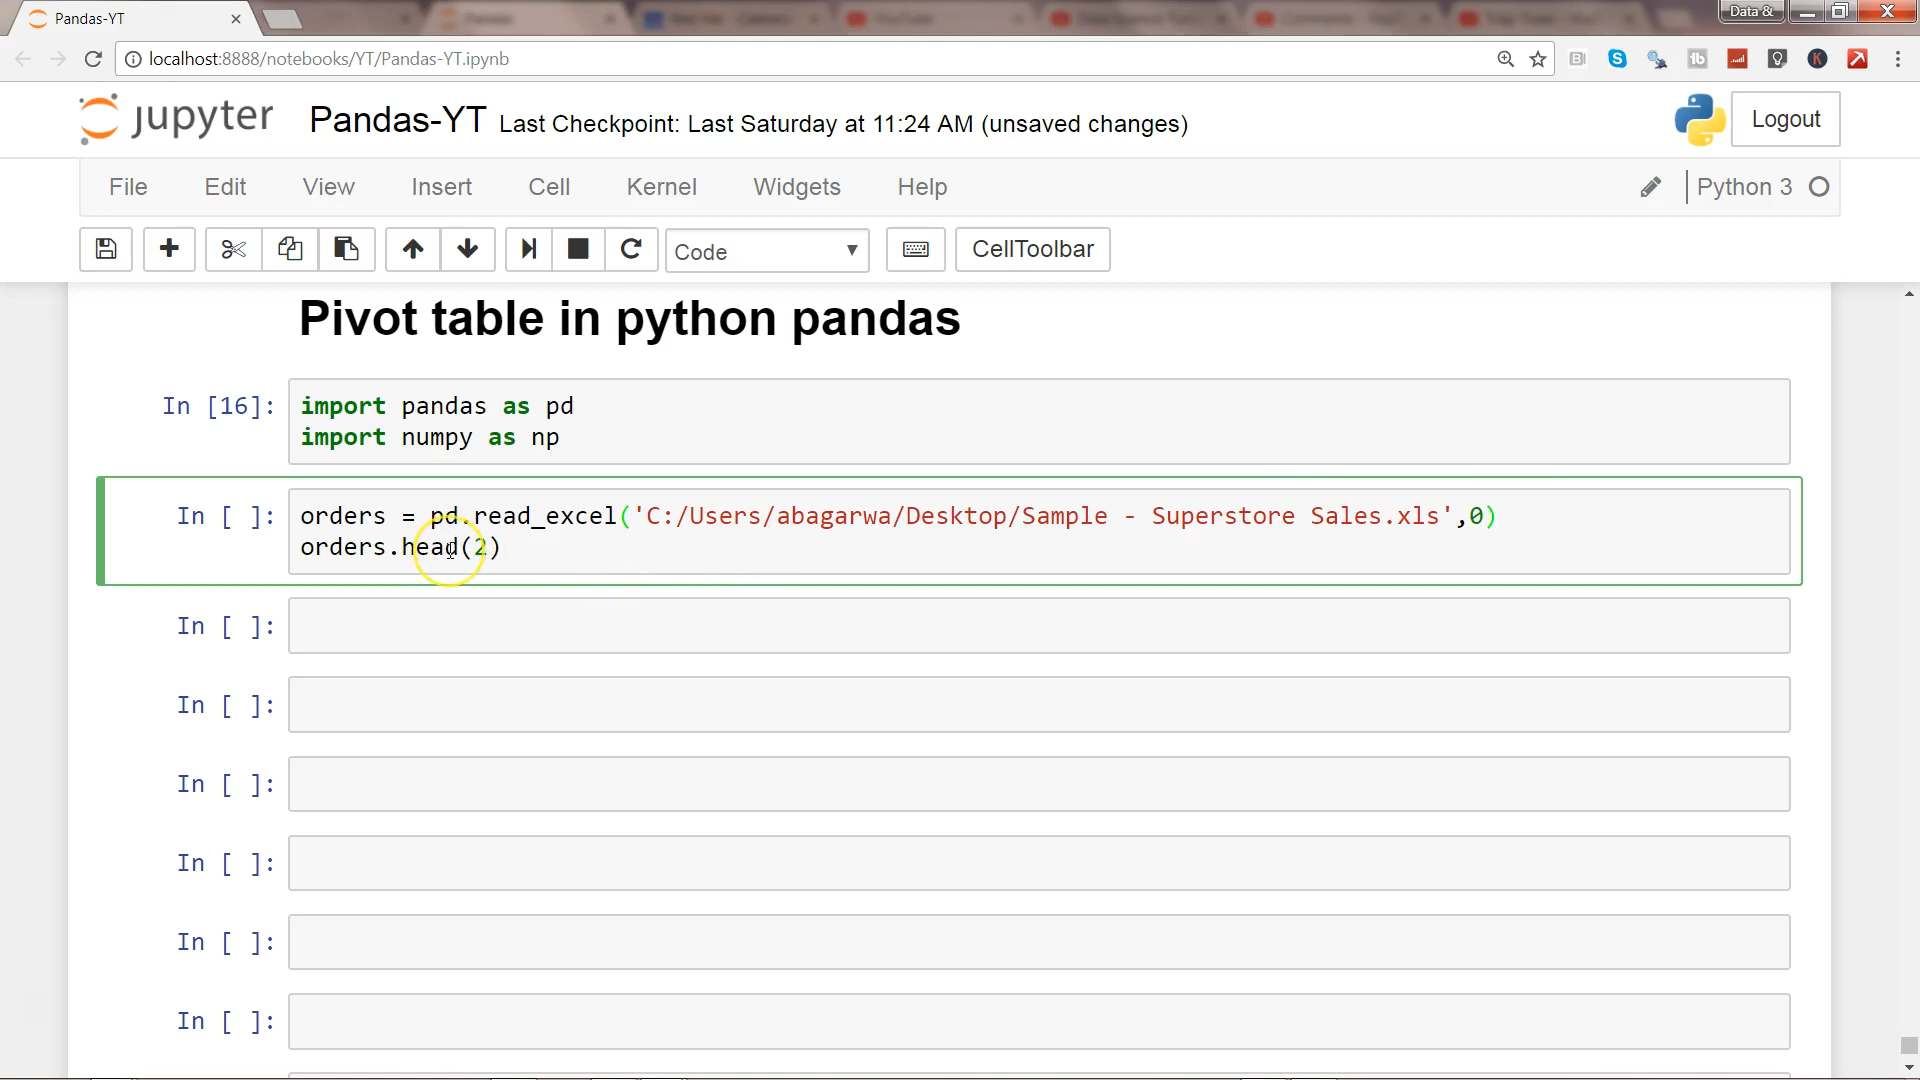 Pandas-YT
Data &
localhost:8888/notebooks/YT/Pandas-YT.ipynb
jupyter
Pandas-YT Last Checkpoint: Last Saturday at 11:24 AM (unsaved changes)
Logout
File Edit View Insert Cell Kernel Widgets Help
Python 3
Code
CellToolbar
Pivot table in python pandas
In [16]: import pandas as pd
import numpy as np
In [ ]: orders = pd.read_excel('C:/Users/abagarwa/Desktop/Sample - Superstore Sales.xls',0)
orders.head(2)
In [ ]:
In [ ]:
In [ ]:
In [ ]:
In [ ]:
In [ ]: